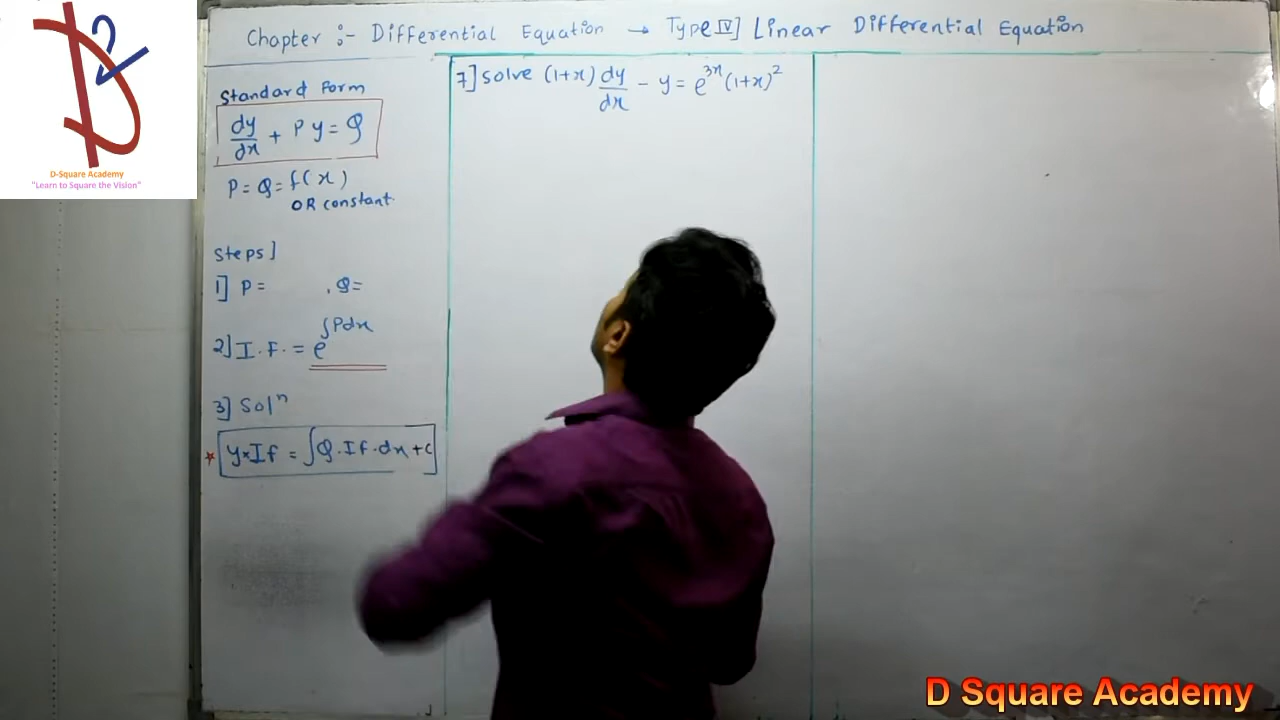 Chapter :- Differential Equation → Type IV] Linear Differential Equation
D-Square Academy
"Learn to Square the Vision"
Standard Form
dy/dx + P y = Q
P = Q = f(x)
OR constant
Steps]
1] P = , Q =
2] I.F. = e^∫Pdx
3] Solⁿ
* y×If = ∫Q.If.dx + c
7] Solve (1+x) dy/dx - y = e^3x (1+x)^2
D Square Academy